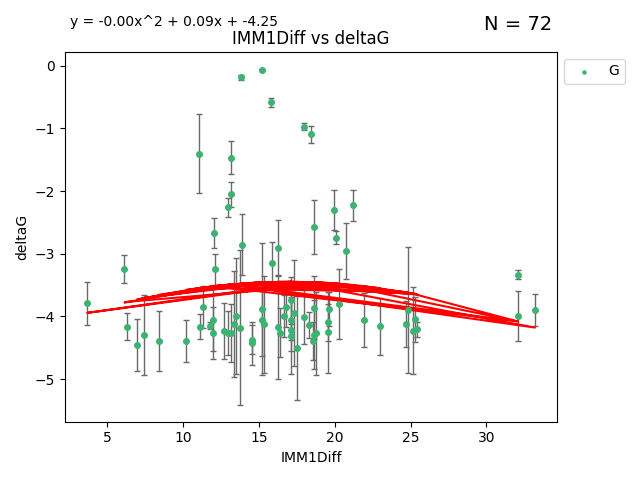 y = -0.00x^2 + 0.09x + -4.25
N = 72
IMM1Diff vs deltaG
G
0
−1
−2
−3
−4
−5
deltaG
5 10 15 20 25 30
IMM1Diff